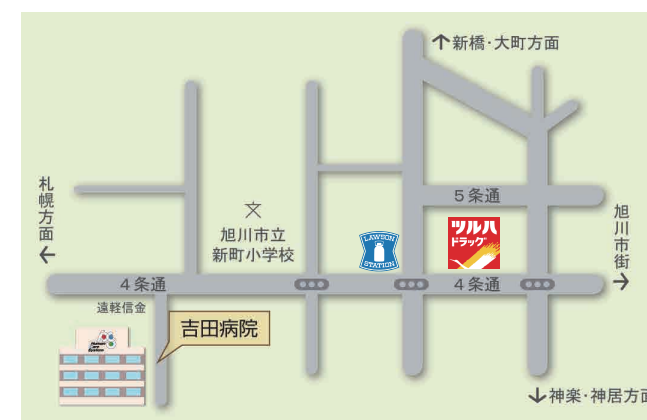 ↑新橋・大町方面
札幌方面
←
文
旭川市立
新町小学校
5条通
旭川市街
→
LAWSON
STATION
ツルハ
ドラッグ
4条通
4条通
遠軽信金
吉田病院
↓神楽・神居方面